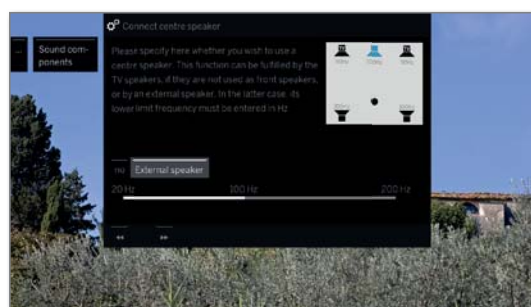 Connect centre speaker
... Sound com-
ponents
Please specify here whether you wish to use a
centre speaker. This function can be fulfilled by the
TV speakers, if they are not used as front speakers,
or by an external speaker. In the latter case, its
lower limit frequency must be entered in Hz
TV TV
External speaker
20 Hz 100 Hz 200 Hz